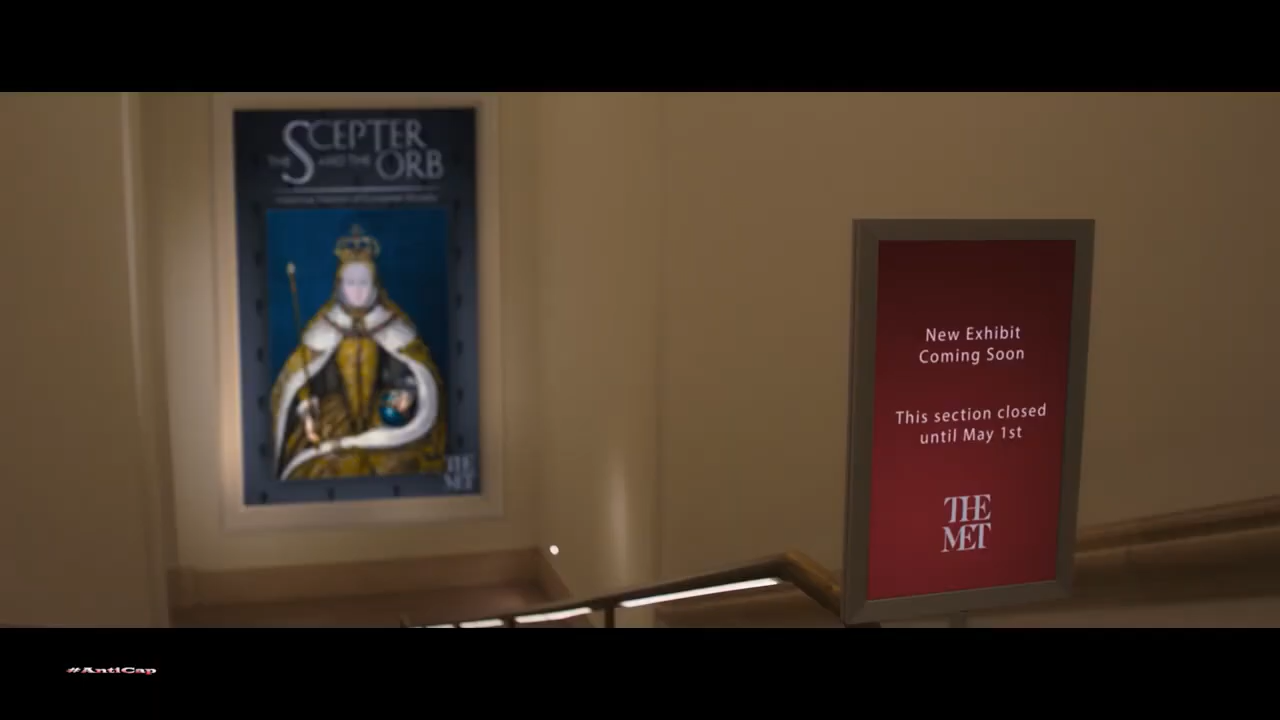 SCEPTER
THE AND THE ORB
New Exhibit
Coming Soon
This section closed
until May 1st
THE
MET
THE
MET
#AntiCap